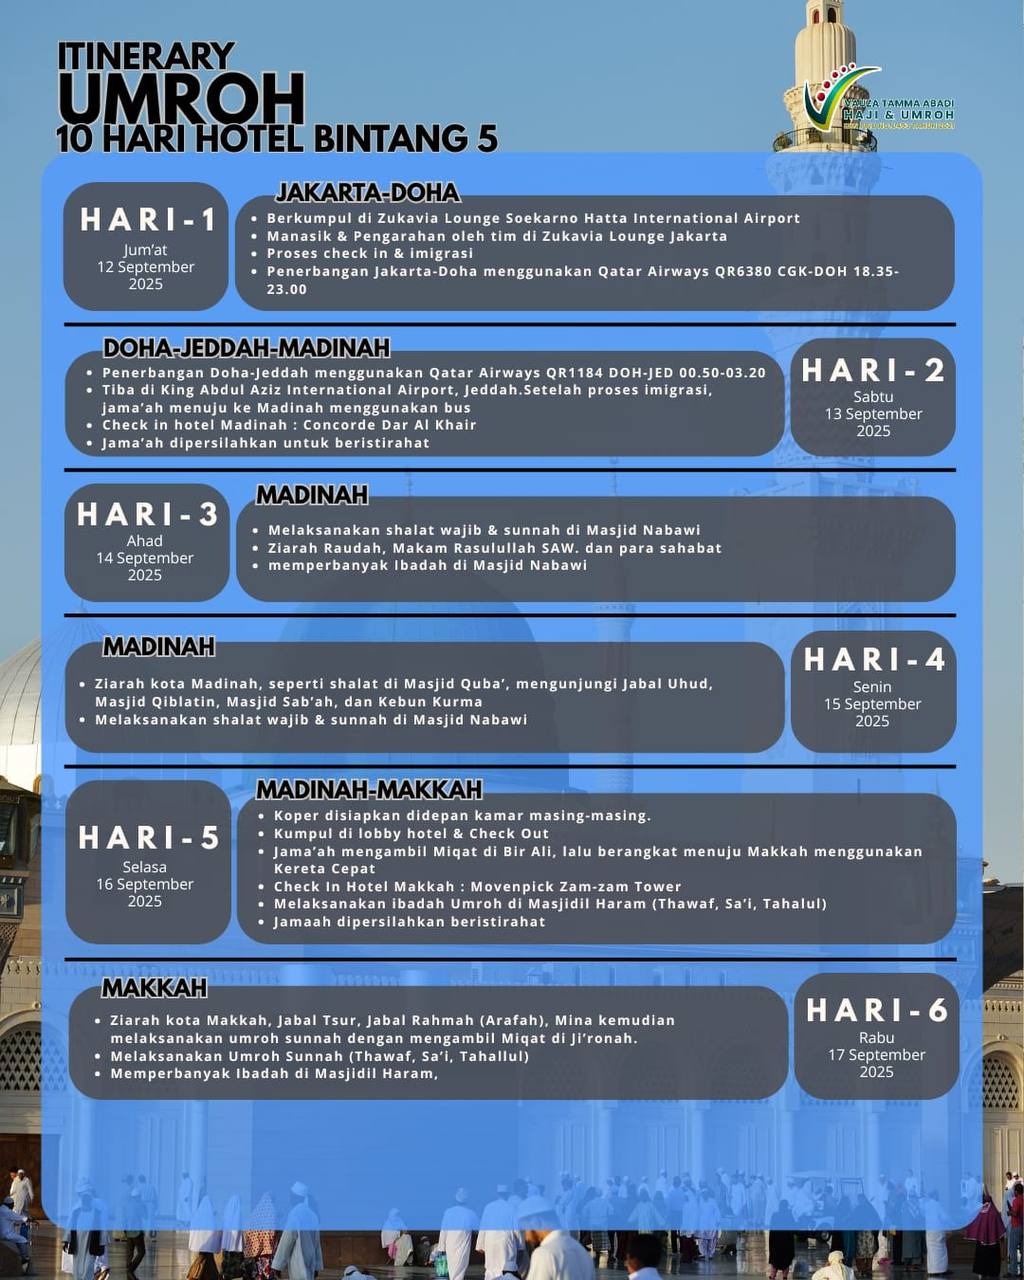 ITINERARY
UMROH
10 HARI HOTEL BINTANG 5
TAMMA ABADI
HAJI & UMROH
HARI-1
Jum'at
12 September
2025
JAKARTA-DOHA
• Berkumpul di Zukavia Lounge Soekarno Hatta International Airport
• Manasik & Pengarahan oleh tim di Zukavia Lounge Jakarta
• Proses check in & imigrasi
• Penerbangan Jakarta-Doha menggunakan Qatar Airways QR6380 CGK-DOH 18.35-
23.00
DOHA-JEDDAH-MADINAH
• Penerbangan Doha-Jeddah menggunakan Qatar Airways QR1184 DOH-JED 00.50-03.20
• Tiba di King Abdul Aziz International Airport, Jeddah.Setelah proses imigrasi,
jama'ah menuju ke Madinah menggunakan bus
• Check in hotel Madinah : Concorde Dar Al Khair
• Jama'ah dipersilahkan untuk beristirahat
HARI-2
Sabtu
13 September
2025
HARI-3
Ahad
14 September
2025
MADINAH
• Melaksanakan shalat wajib & sunnah di Masjid Nabawi
• Ziarah Raudah, Makam Rasulullah SAW. dan para sahabat
• memperbanyak Ibadah di Masjid Nabawi
MADINAH
• Ziarah kota Madinah, seperti shalat di Masjid Quba', mengunjungi Jabal Uhud,
Masjid Qiblatin, Masjid Sab'ah, dan Kebun Kurma
• Melaksanakan shalat wajib & sunnah di Masjid Nabawi
HARI-4
Senin
15 September
2025
HARI-5
Selasa
16 September
2025
MADINAH-MAKKAH
• Koper disiapkan didepan kamar masing-masing.
• Kumpul di lobby hotel & Check Out
• Jama'ah mengambil Miqat di Bir Ali, lalu berangkat menuju Makkah menggunakan
Kereta Cepat
• Check In Hotel Makkah : Movenpick Zam-zam Tower
• Melaksanakan ibadah Umroh di Masjidil Haram (Thawaf, Sa'i, Tahalul)
• Jamaah dipersilahkan beristirahat
MAKKAH
• Ziarah kota Makkah, Jabal Tsur, Jabal Rahmah (Arafah), Mina kemudian
melaksanakan umroh sunnah dengan mengambil Miqat di Ji'ronah.
• Melaksanakan Umroh Sunnah (Thawaf, Sa'i, Tahallul)
• Memperbanyak Ibadah di Masjidil Haram,
HARI-6
Rabu
17 September
2025